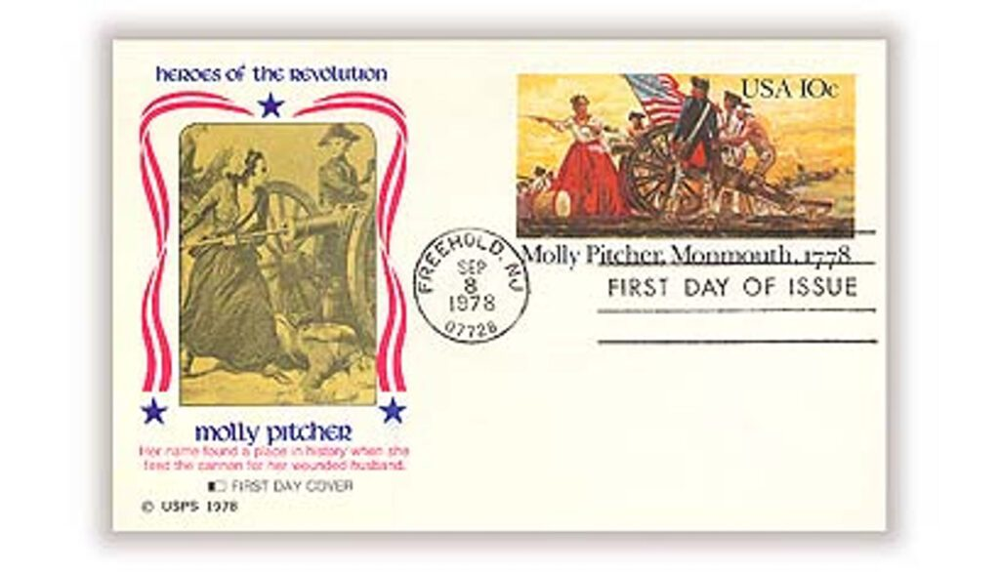 heroes of the revolution
USA 10c
Molly Pitcher, Monmouth, 1778
FREEHOLD, NJ
SEP
8
1978
07728
FIRST DAY OF ISSUE
molly pitcher
Her name found a place in history when she
fired the cannon for her wounded husband.
FIRST DAY COVER
© USPS 1978